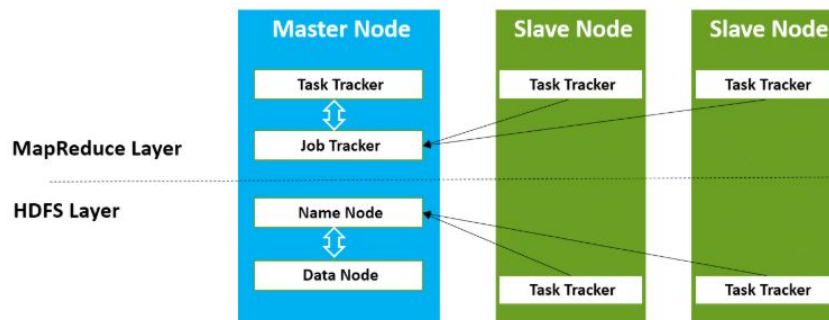 Master Node
Slave Node
Slave Node
Task Tracker
Task Tracker
Task Tracker
MapReduce Layer
Job Tracker
HDFS Layer
Name Node
Data Node
Task Tracker
Task Tracker